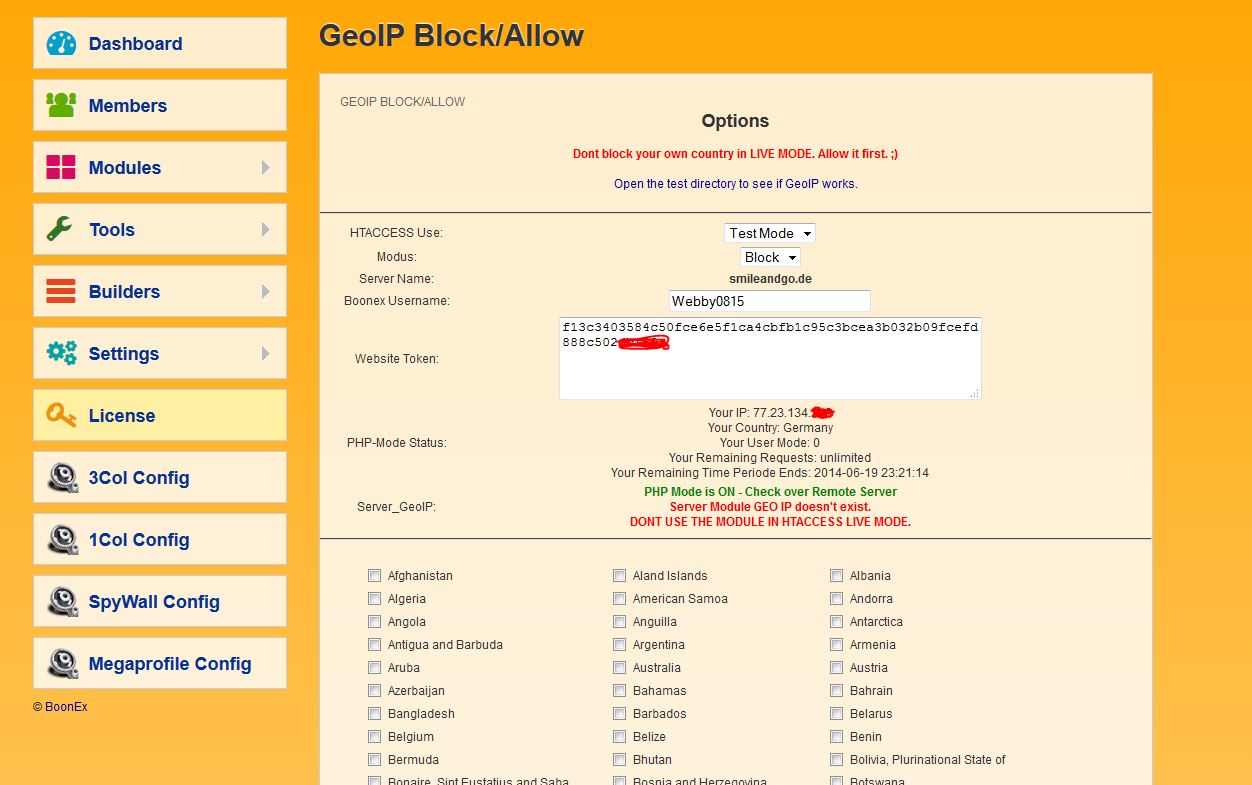 Dashboard
Members
Modules
Tools
Builders
Settings
License
3Col Config
1Col Config
SpyWall Config
Megaprofile Config
© BoonEx
GeoIP Block/Allow
GEOIP BLOCK/ALLOW
Options
Dont block your own country in LIVE MODE. Allow it first. ;)
Open the test directory to see if GeoIP works.
HTACCESS Use: Test Mode
Modus: Block
Server Name: smileandgo.de
Boonex Username: Webby0815
Website Token:
f13c3403584c50fce6e5f1ca4cbfb1c95c3bcea3b032b09fcefd
888c502
PHP-Mode Status:
Your IP: 77.23.134.
Your Country: Germany
Your User Mode: 0
Your Remaining Requests: unlimited
Your Remaining Time Periode Ends: 2014-06-19 23:21:14
Server_GeoIP:
PHP Mode is ON - Check over Remote Server
Server Module GEO IP doesn't exist.
DONT USE THE MODULE IN HTACCESS LIVE MODE.
Afghanistan Aland Islands Albania
Algeria American Samoa Andorra
Angola Anguilla Antarctica
Antigua and Barbuda Argentina Armenia
Aruba Australia Austria
Azerbaijan Bahamas Bahrain
Bangladesh Barbados Belarus
Belgium Belize Benin
Bermuda Bhutan Bolivia, Plurinational State of
Bonaire, Sint Eustatius and Saba Bosnia and Herzegovina Botswana